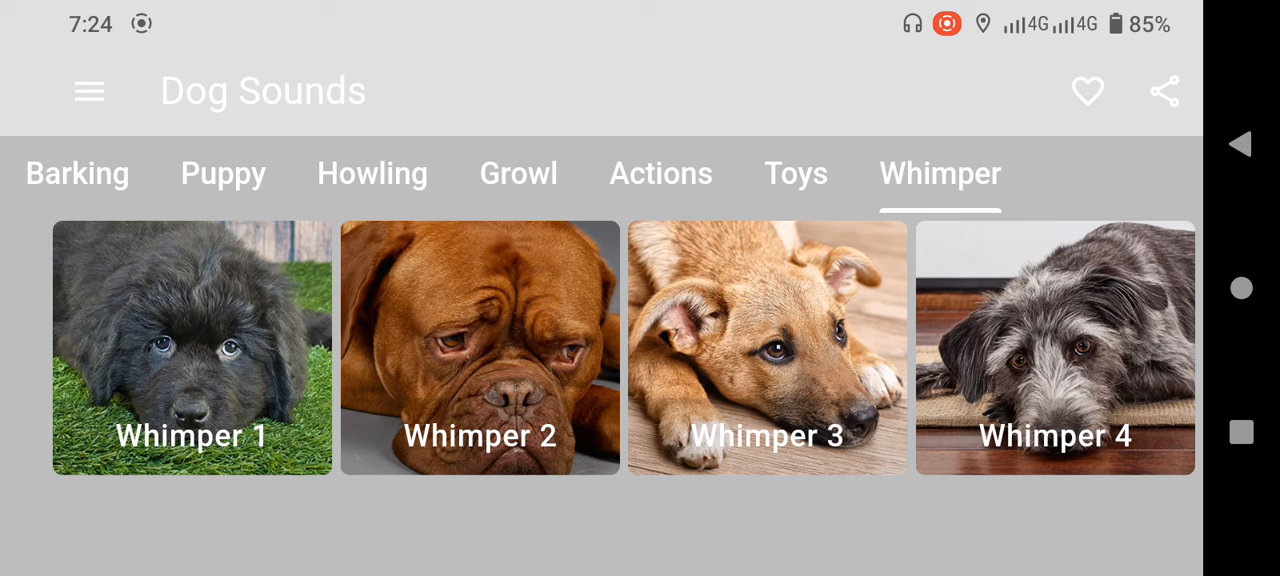 7:24 4G 4G 85%
Dog Sounds
Barking Puppy Howling Growl Actions Toys Whimper
Whimper 1 Whimper 2 Whimper 3 Whimper 4